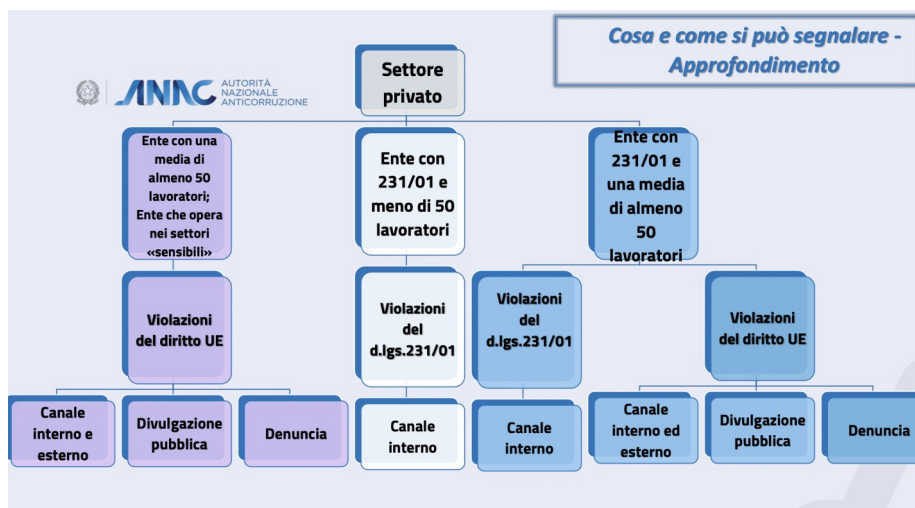 Cosa e come si può segnalare -
Approfondimento
ANAC
AUTORITÀ
NAZIONALE
ANTICORRUZIONE
Settore
privato
Ente con una
media di
almeno 50
lavoratori;
Ente che opera
nei settori
«sensibili»
Ente con
231/01 e
meno di 50
lavoratori
Ente con
231/01 e
una media
di almeno
50
lavoratori
Violazioni
del diritto UE
Violazioni
del
d.lgs.231/01
Violazioni
del
d.lgs.231/01
Violazioni
del diritto UE
Canale
interno e
esterno
Divulgazione
pubblica
Denuncia
Canale
interno
Canale
interno
Canale
interno ed
esterno
Divulgazione
pubblica
Denuncia